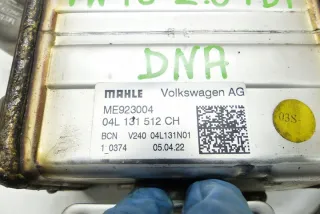 DNA
MAHLE Volkswagen AG
ME923004
04L 131 512 CH
BCN V240 04L131N01
1_0374 05.04.22
038-